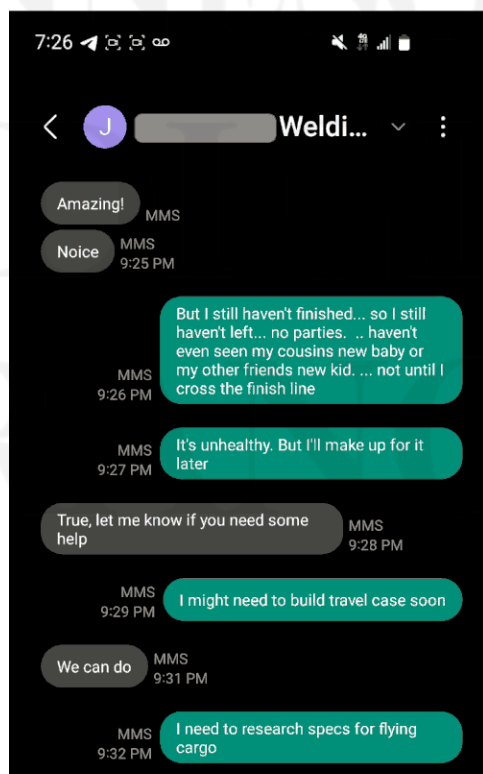 7:26
J Weldi...
Amazing!
MMS
Noice
MMS
9:25 PM
But I still haven't finished... so I still
haven't left... no parties. .. haven't
even seen my cousins new baby or
my other friends new kid. ... not until I
cross the finish line
MMS
9:26 PM
It's unhealthy. But I'll make up for it
later
MMS
9:27 PM
True, let me know if you need some
help
MMS
9:28 PM
I might need to build travel case soon
MMS
9:29 PM
We can do
MMS
9:31 PM
I need to research specs for flying
cargo
MMS
9:32 PM